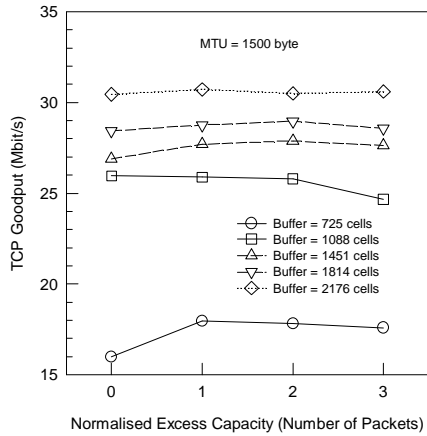 MTU = 1500 byte
35
30
25
20
15
TCP Goodput (Mbit/s)
Buffer = 725 cells
Buffer = 1088 cells
Buffer = 1451 cells
Buffer = 1814 cells
Buffer = 2176 cells
0 1 2 3
Normalised Excess Capacity (Number of Packets)